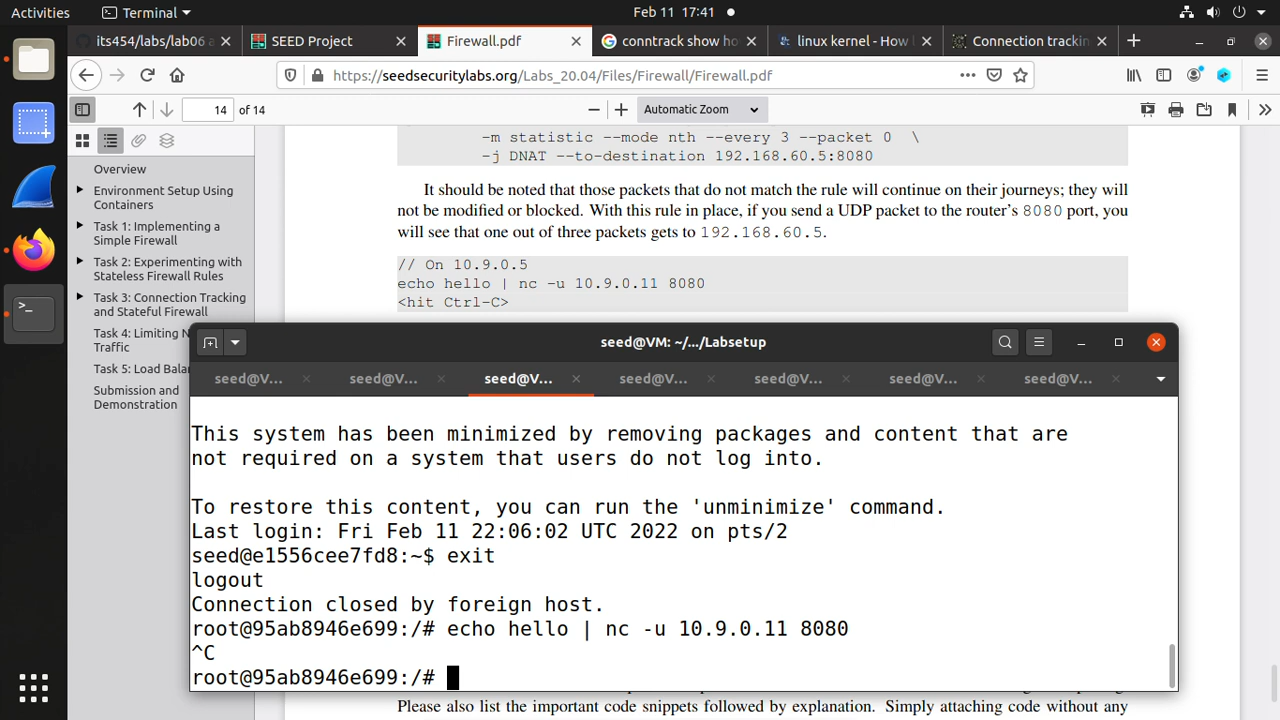 Activities
Terminal
Feb 11 17:41
its454/labs/lab06 a
SEED Project
Firewall.pdf
conntrack show ho
linux kernel - How l
Connection trackin
https://seedsecuritylabs.org/Labs_20.04/Files/Firewall/Firewall.pdf
14 of 14
Automatic Zoom
Overview
Environment Setup Using
Containers
Task 1: Implementing a
Simple Firewall
Task 2: Experimenting with
Stateless Firewall Rules
Task 3: Connection Tracking
and Stateful Firewall
Task 4: Limiting N
Traffic
Task 5: Load Bala
Submission and
Demonstration
-m statistic --mode nth --every 3 --packet 0 \
-j DNAT --to-destination 192.168.60.5:8080
It should be noted that those packets that do not match the rule will continue on their journeys; they will
not be modified or blocked. With this rule in place, if you send a UDP packet to the router's 8080 port, you
will see that one out of three packets gets to 192.168.60.5.
// On 10.9.0.5
echo hello | nc -u 10.9.0.11 8080
<hit Ctrl-C>
seed@VM: ~/.../Labsetup
seed@V...
seed@V...
seed@V...
seed@V...
seed@V...
seed@V...
seed@V...
This system has been minimized by removing packages and content that are
not required on a system that users do not log into.
To restore this content, you can run the 'unminimize' command.
Last login: Fri Feb 11 22:06:02 UTC 2022 on pts/2
seed@e1556cee7fd8:~$ exit
logout
Connection closed by foreign host.
root@95ab8946e699:/# echo hello | nc -u 10.9.0.11 8080
^C
root@95ab8946e699:/#
Please also list the important code snippets followed by explanation. Simply attaching code without any